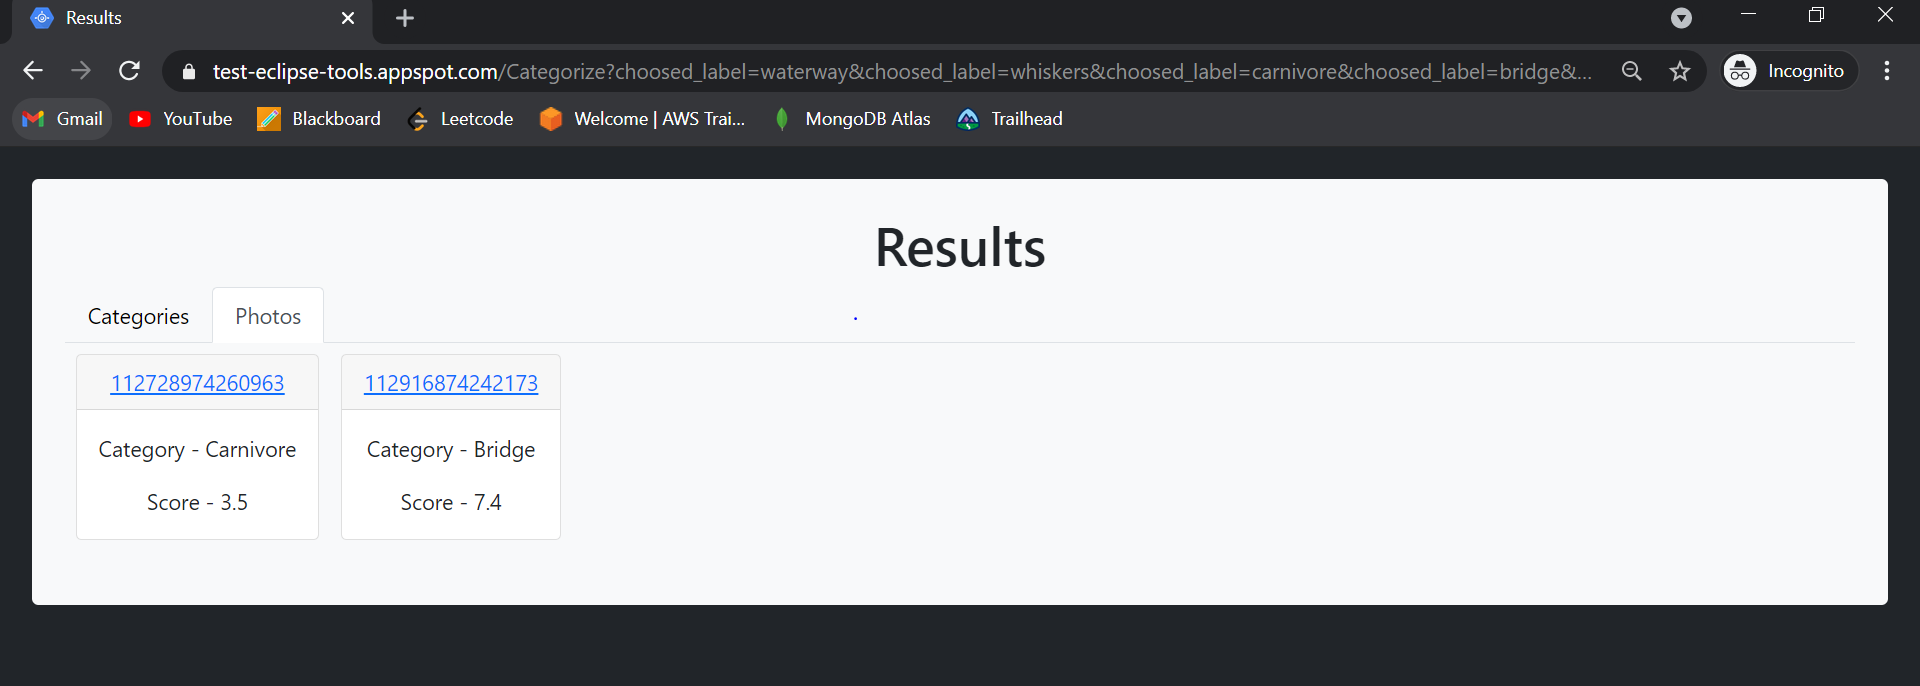 Results
test-eclipse-tools.appspot.com/Categorize?choosed_label=waterway&choosed_label=whiskers&choosed_label=carnivore&choosed_label=bridge&... Incognito
Gmail YouTube Blackboard Leetcode Welcome | AWS Trai... MongoDB Atlas Trailhead
Results
Categories Photos
112728974260963 112916874242173
Category - Carnivore Category - Bridge
Score - 3.5 Score - 7.4